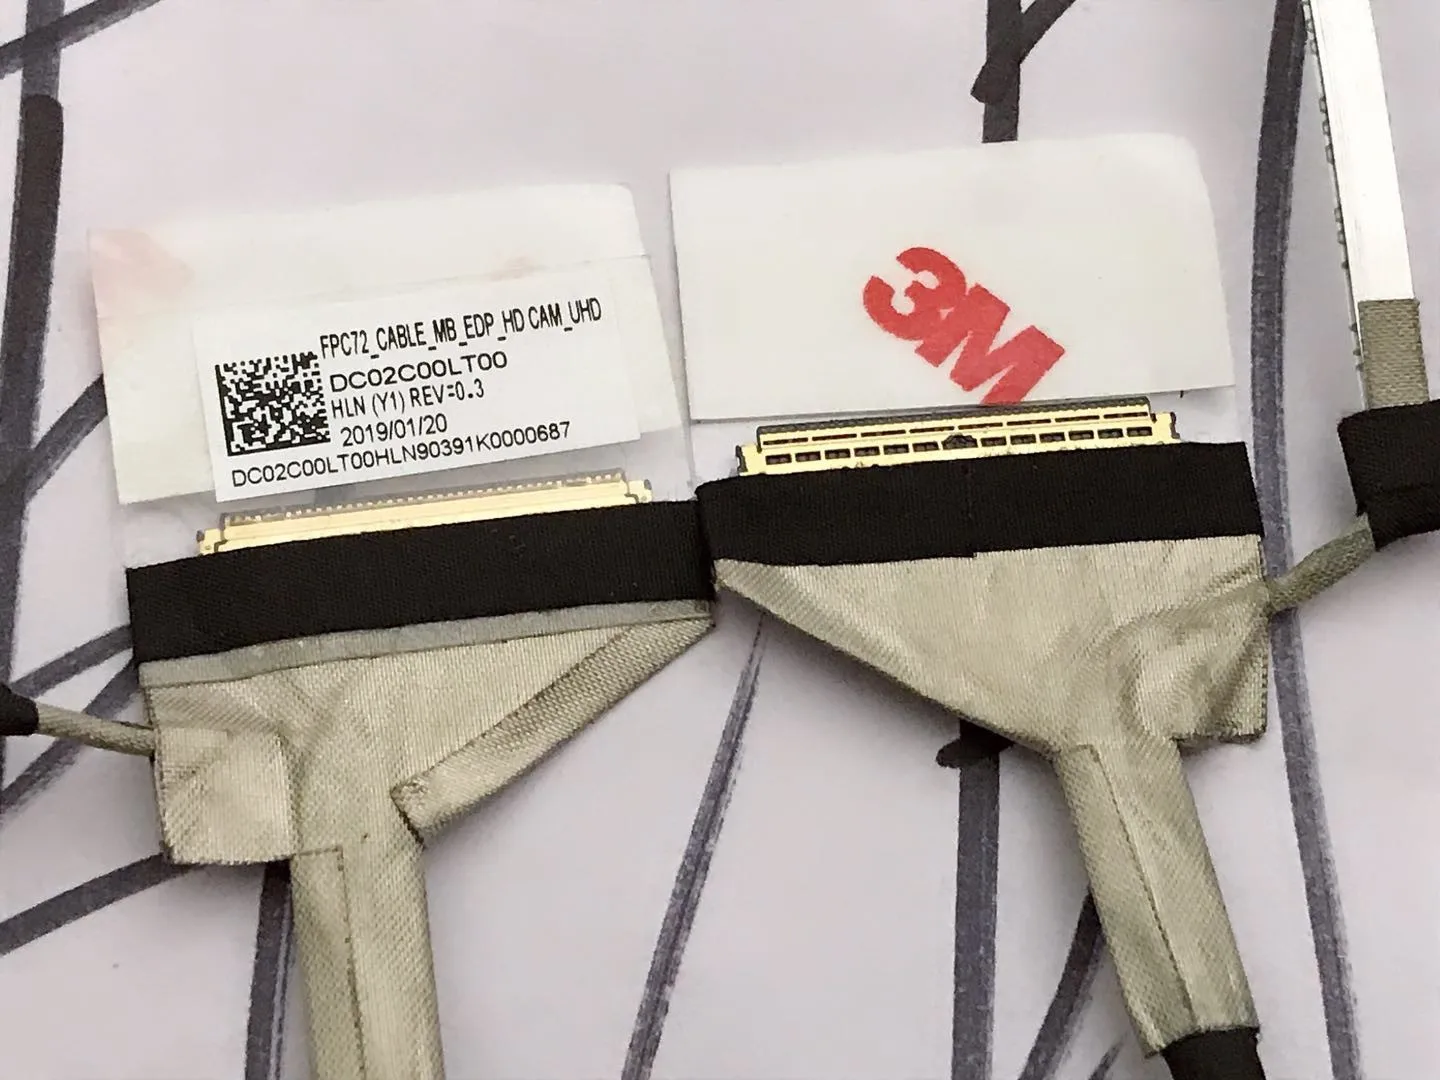 FPC72_CABLE_MB_EDP_HD CAM_UHD
DC02C00LT00
HLN (Y1) REV=0.3
2019/01/20
DC02C00LT00HLN90391K0000687
3M